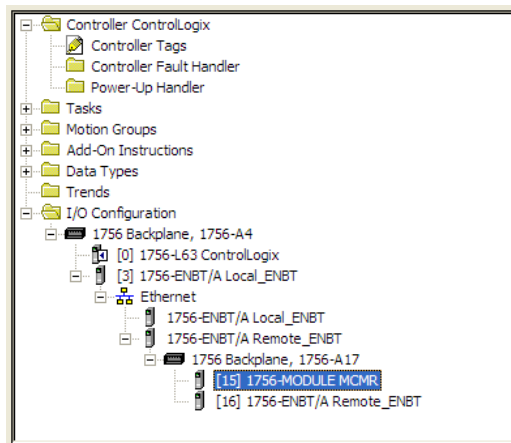 Controller ControlLogix
Controller Tags
Controller Fault Handler
Power-Up Handler
Tasks
Motion Groups
Add-On Instructions
Data Types
Trends
I/O Configuration
1756 Backplane, 1756-A4
[0] 1756-L63 ControlLogix
[3] 1756-ENBT/A Local_ENBT
Ethernet
1756-ENBT/A Local_ENBT
1756-ENBT/A Remote_ENBT
1756 Backplane, 1756-A17
[15] 1756-MODULE MCMR
[16] 1756-ENBT/A Remote_ENBT